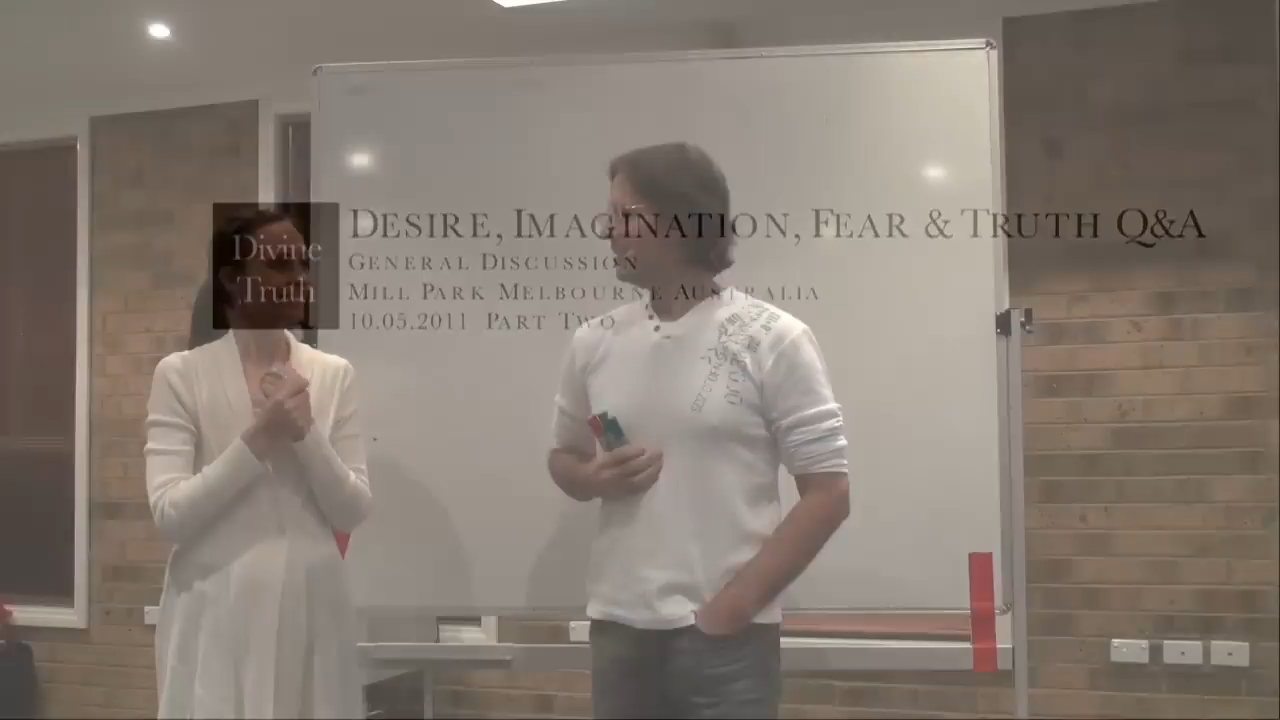 Divine
Truth
DESIRE, IMAGINATION, FEAR & TRUTH Q&A
GENERAL DISCUSSION
MILL PARK MELBOURNE AUSTRALIA
10.05.2011 PART TWO